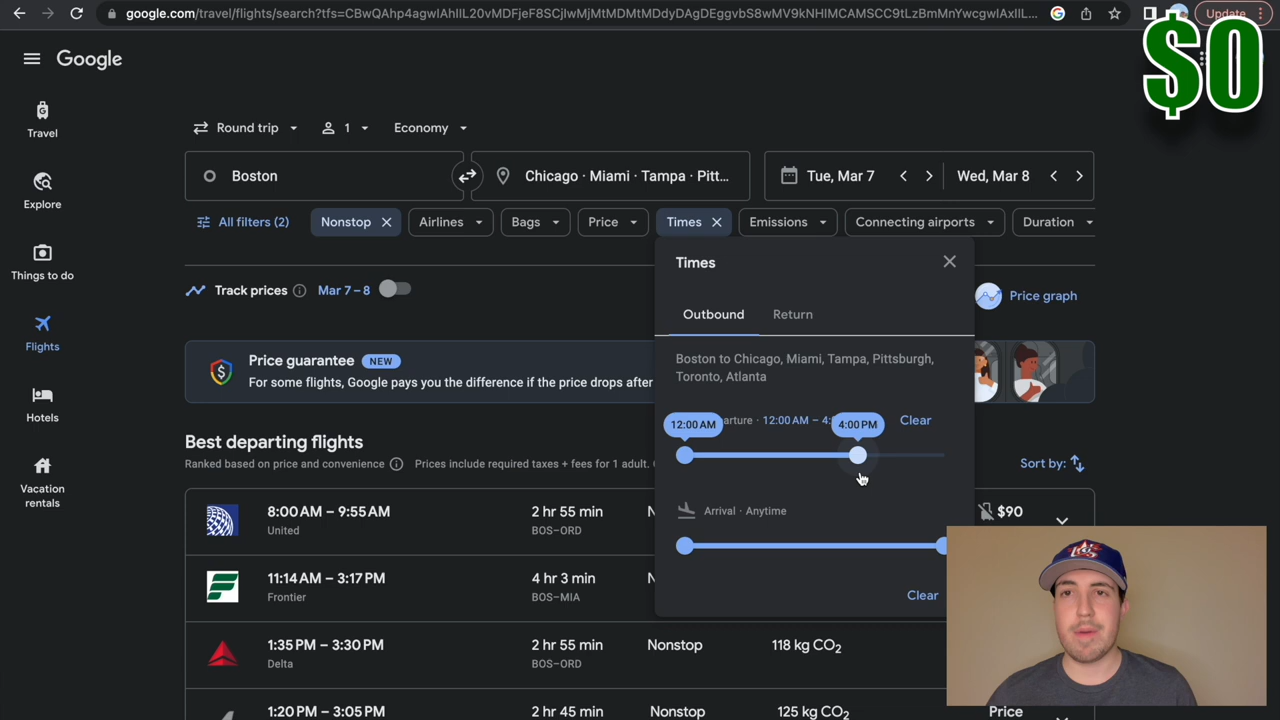 google.com/travel/flights/search?tfs=CBwQAhp4agwIAhIIL20vMDFjeF8SCjIwMjMtMDMtMDdyDAgDEggvbS8wMV9kNHIMCAMSCC9tLzBmMnYwcgwIAxIIL...
Update
$0
Google
Travel
Explore
Things to do
Flights
Hotels
Vacation
rentals
Round trip
1
Economy
Boston
Chicago · Miami · Tampa · Pitt...
Tue, Mar 7
Wed, Mar 8
All filters (2)
Nonstop
Airlines
Bags
Price
Times
Emissions
Connecting airports
Duration
Track prices
Mar 7 – 8
Price graph
Price guarantee NEW
For some flights, Google pays you the difference if the price drops after
Times
Outbound
Return
Boston to Chicago, Miami, Tampa, Pittsburgh,
Toronto, Atlanta
12:00 AM
arture · 12:00 AM – 4:
4:00 PM
Clear
Arrival · Anytime
Clear
Best departing flights
Ranked based on price and convenience
Prices include required taxes + fees for 1 adult.
Sort by:
8:00 AM – 9:55 AM
United
2 hr 55 min
BOS–ORD
N
$90
11:14 AM – 3:17 PM
Frontier
4 hr 3 min
BOS–MIA
N
1:35 PM – 3:30 PM
Delta
2 hr 55 min
BOS–ORD
Nonstop
118 kg CO2
1:20 PM – 3:05 PM
2 hr 45 min
Nonstop
125 kg CO2
Price